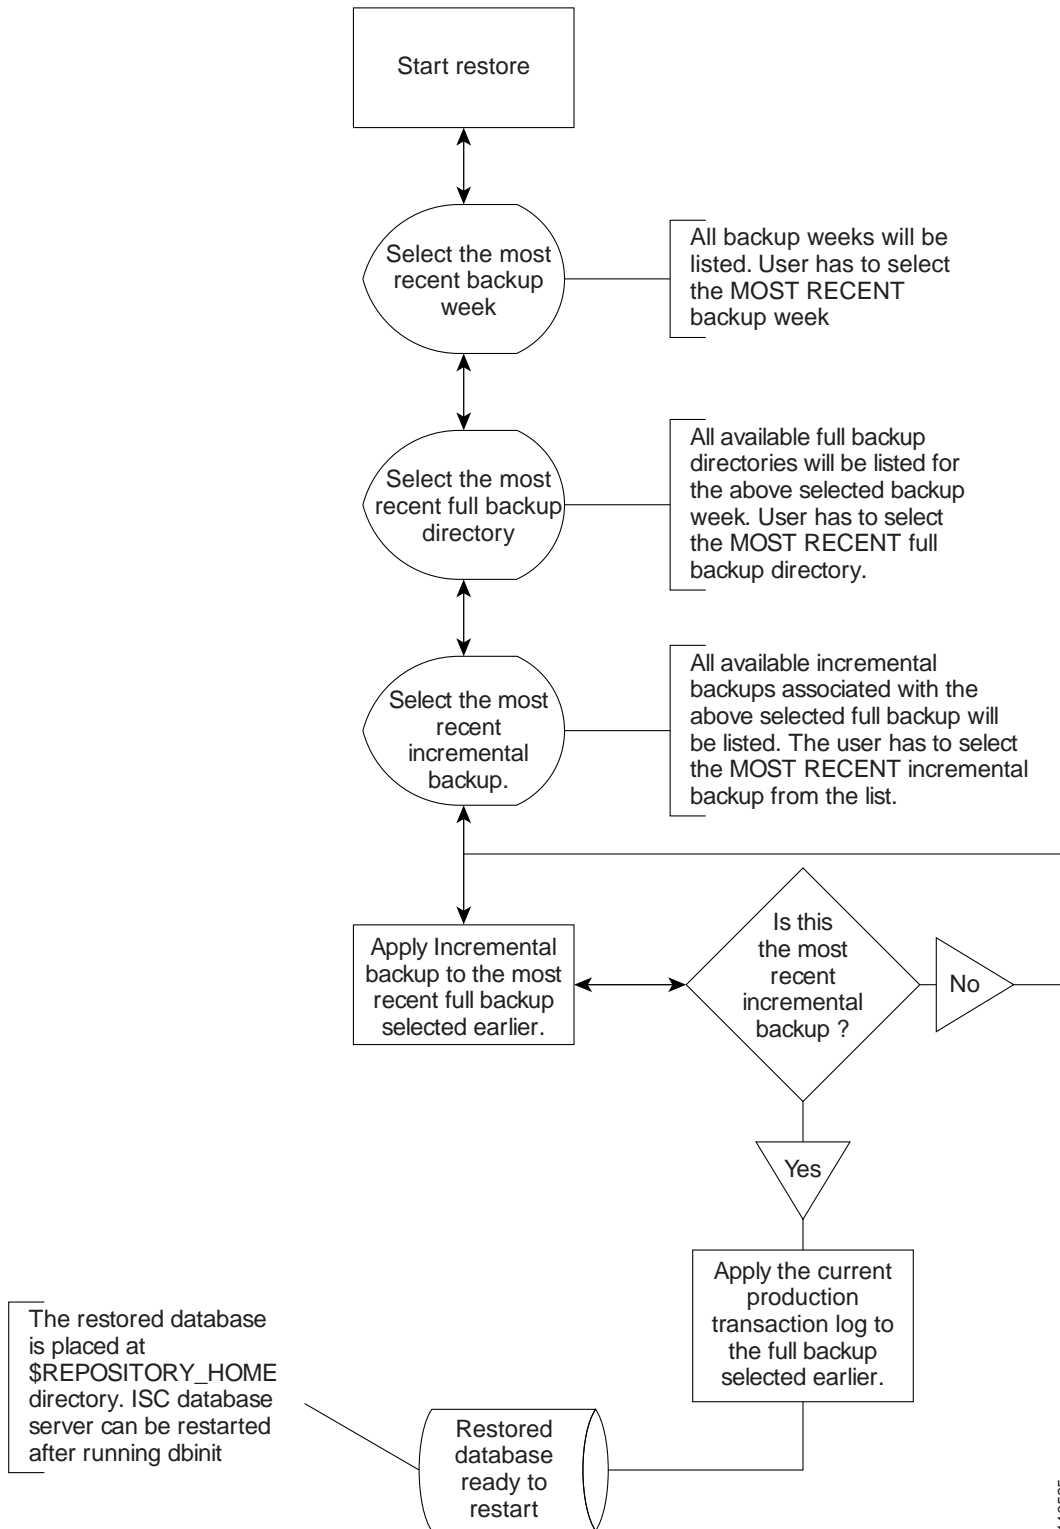 Start restore
Select the most
recent backup
week
All backup weeks will be
listed. User has to select
the MOST RECENT
backup week
Select the most
recent full backup
directory
All available full backup
directories will be listed for
the above selected backup
week. User has to select
the MOST RECENT full
backup directory.
Select the most
recent
incremental
backup.
All available incremental
backups associated with the
above selected full backup will
be listed. The user has to select
the MOST RECENT incremental
backup from the list.
Apply Incremental
backup to the most
recent full backup
selected earlier.
Is this
the most
recent
incremental
backup ?
No
Yes
Apply the current
production
transaction log to
the full backup
selected earlier.
The restored database
is placed at
$REPOSITORY_HOME
directory. ISC database
server can be restarted
after running dbinit
Restored
database
ready to
restart